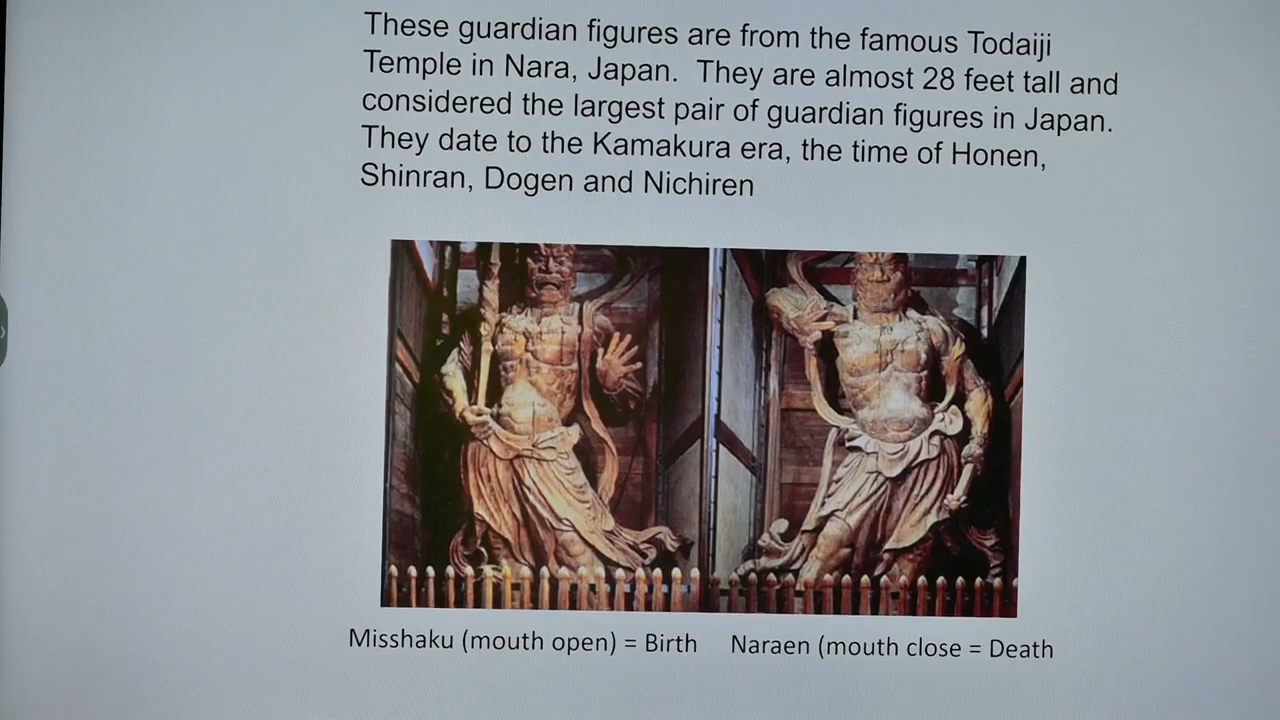 These guardian figures are from the famous Todaiji
Temple in Nara, Japan.  They are almost 28 feet tall and
considered the largest pair of guardian figures in Japan.
They date to the Kamakura era, the time of Honen,
Shinran, Dogen and Nichiren
Misshaku (mouth open) = Birth
Naraen (mouth close = Death